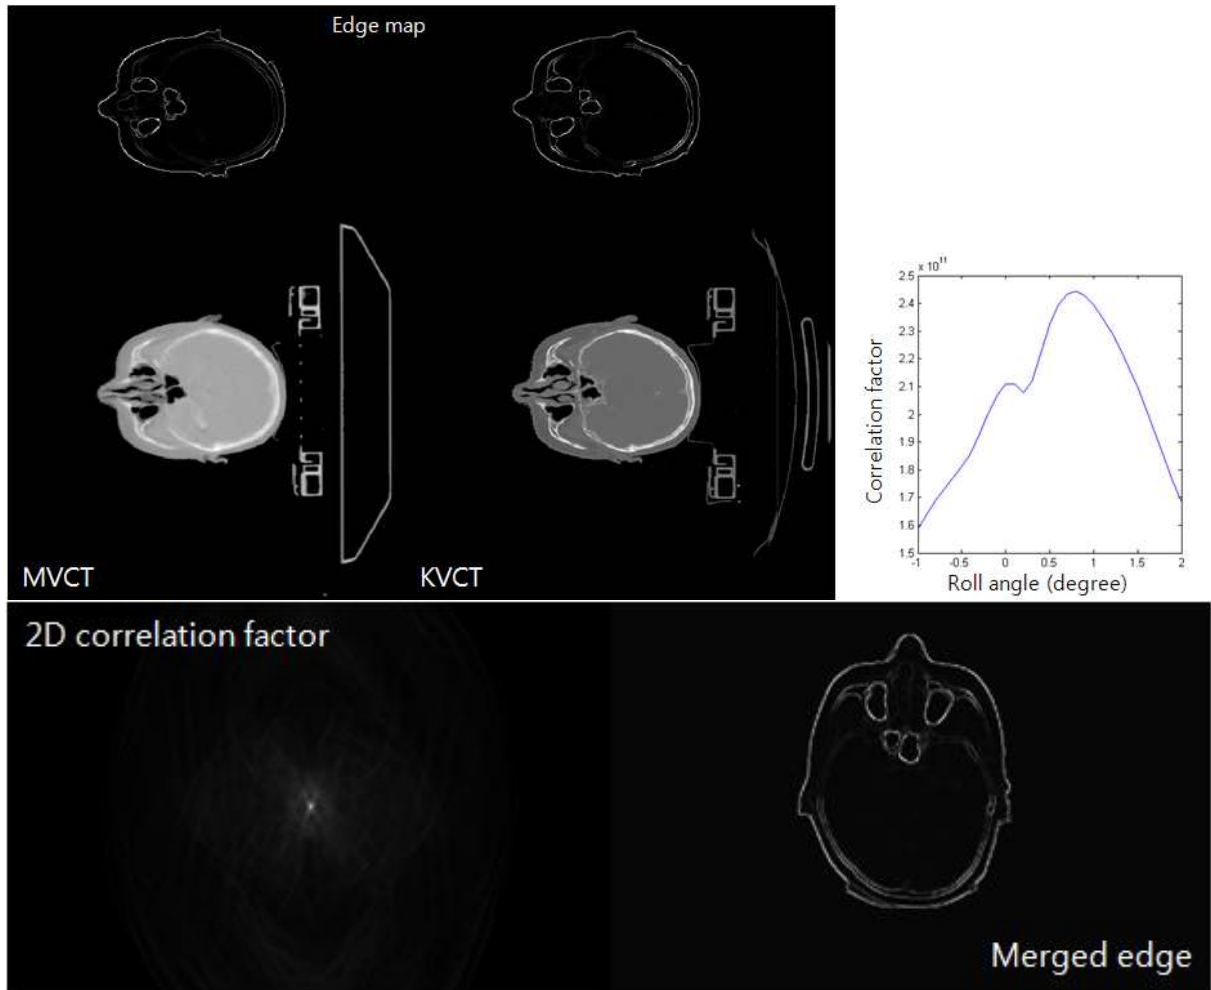 Edge map
MVCT
KVCT
x 10¹¹
2.5
2.4
2.3
2.2
2.1
2
1.9
1.8
1.7
1.6
1.5
-1 -0.5 0 0.5 1 1.5 2
Correlation factor
Roll angle (degree)
2D correlation factor
Merged edge